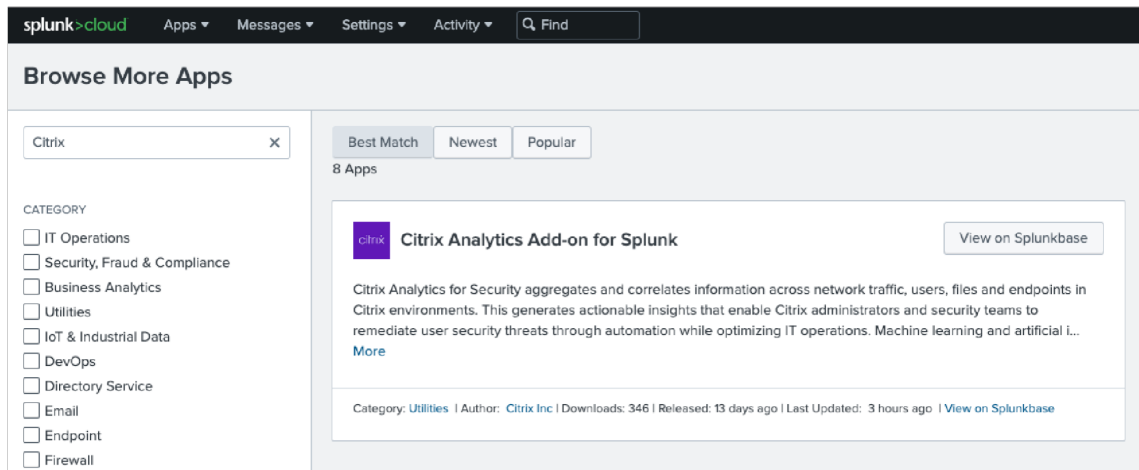 splunk>cloud Apps Messages Settings Activity Find
Browse More Apps
Citrix
CATEGORY
IT Operations
Security, Fraud & Compliance
Business Analytics
Utilities
IoT & Industrial Data
DevOps
Directory Service
Email
Endpoint
Firewall
Best Match Newest Popular
8 Apps
citrix Citrix Analytics Add-on for Splunk View on Splunkbase
Citrix Analytics for Security aggregates and correlates information across network traffic, users, files and endpoints in
Citrix environments. This generates actionable insights that enable Citrix administrators and security teams to
remediate user security threats through automation while optimizing IT operations. Machine learning and artificial i...
More
Category: Utilities | Author: Citrix Inc | Downloads: 346 | Released: 13 days ago | Last Updated: 3 hours ago | View on Splunkbase